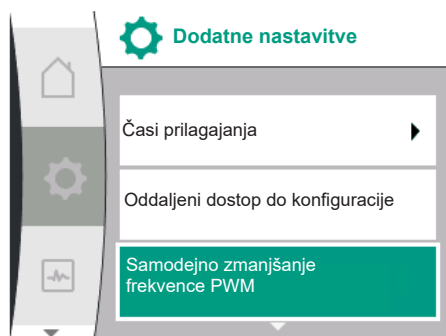 Dodatne nastavitve
Časi prilagajanja
Oddaljeni dostop do konfiguracije
Samodejno zmanjšanje
frekvence PWM